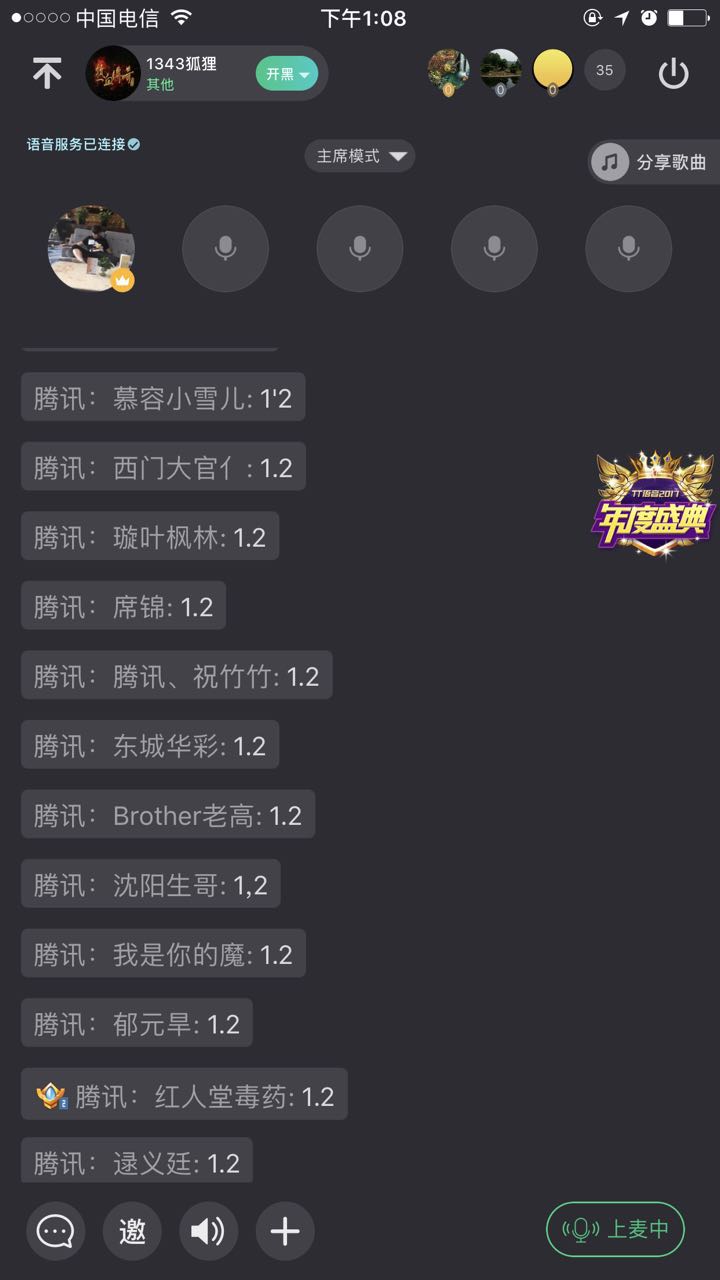 中国电信
下午1:08
1343狐狸
其他
开黑
0
0
0
35
语音服务已连接
主席模式
分享歌曲
腾讯：慕容小雪儿: 1'2
腾讯：西门大官亻: 1.2
腾讯：璇叶枫林: 1.2
腾讯：席锦: 1.2
腾讯：腾讯、祝竹竹: 1.2
腾讯：东城华彩: 1.2
腾讯：Brother老高: 1.2
腾讯：沈阳生哥: 1,2
腾讯：我是你的魔: 1.2
腾讯：郁元旱: 1.2
2
腾讯：红人堂毒药: 1.2
腾讯：逯义廷: 1.2
TT语音2017
年度盛典
邀
上麦中